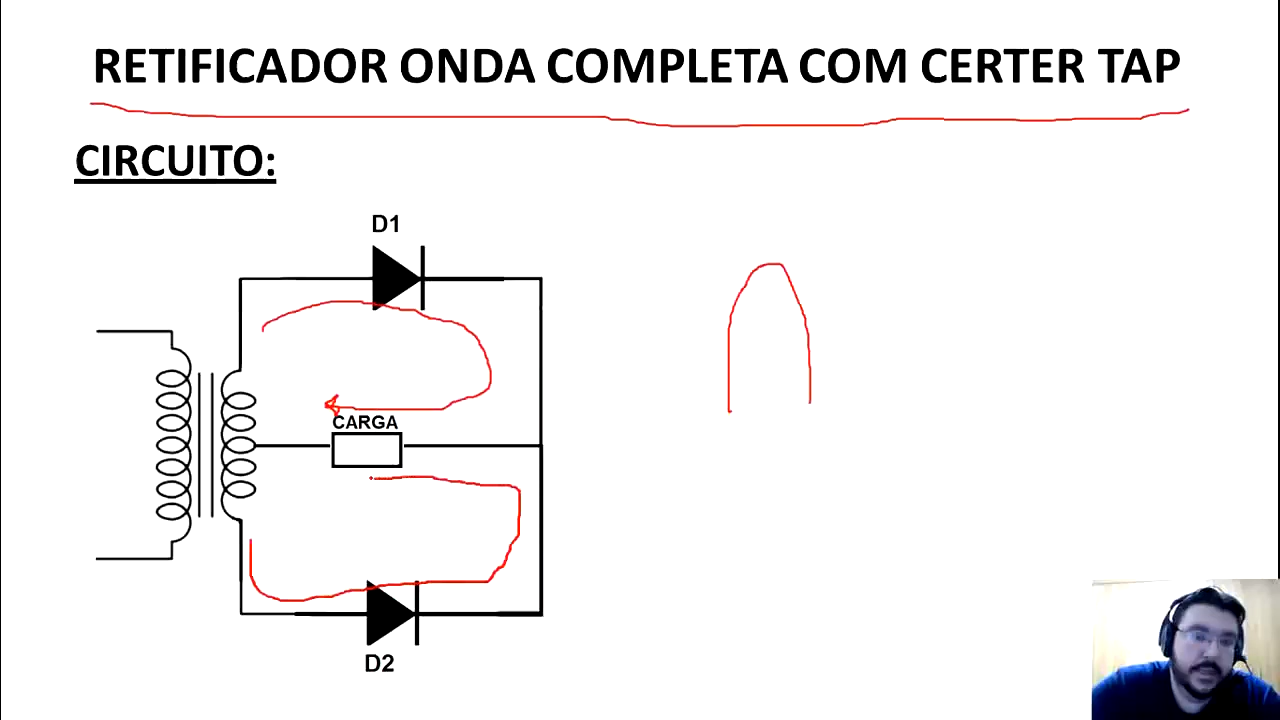 RETIFICADOR ONDA COMPLETA COM CERTER TAP
CIRCUITO:
D1
CARGA
D2